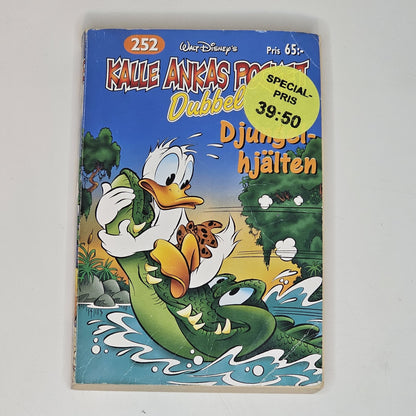 252
WALT DISNEY'S
Pris 65:-
KALLE ANKAS POCKET
Dubbel
SPECIAL-
PRIS
39:50
Djungel-
hjälten